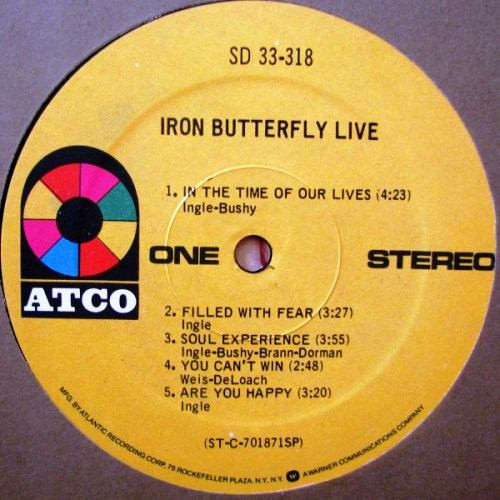 SD 33-318
IRON BUTTERFLY LIVE
1. IN THE TIME OF OUR LIVES (4:23)
Ingle-Bushy
ONE
STEREO
ATCO
2. FILLED WITH FEAR (3:27)
Ingle
3. SOUL EXPERIENCE (3:55)
Ingle-Bushy-Brann-Dorman
4. YOU CAN'T WIN (2:48)
Weis-DeLoach
5. ARE YOU HAPPY (3:20)
Ingle
(ST-C-701871SP)
MFG. BY ATLANTIC RECORDING CORP. 75 ROCKEFELLER PLAZA, N.Y. N.Y. W A WARNER COMMUNICATIONS COMPANY